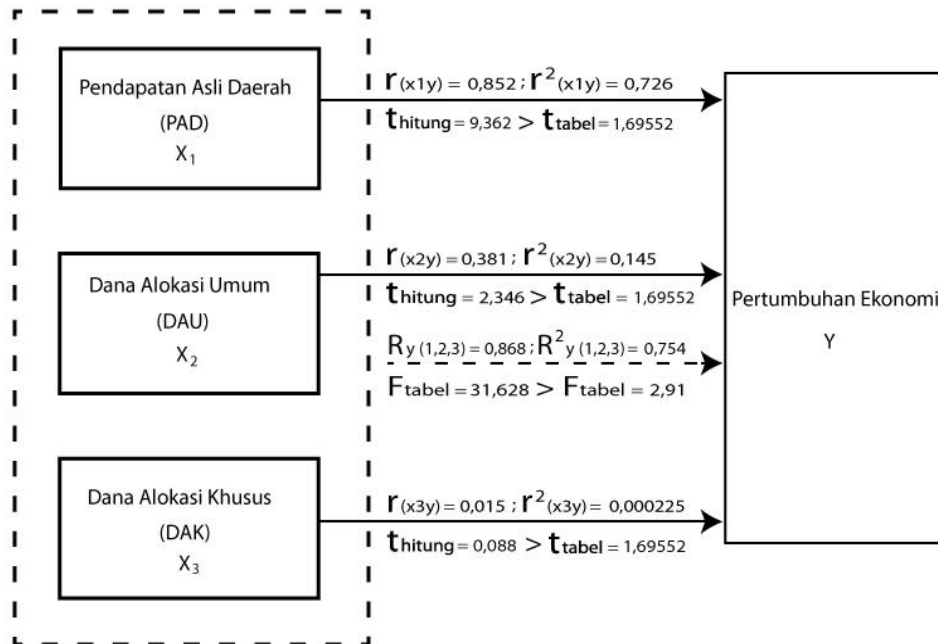 Pendapatan Asli Daerah
(PAD)
X₁
r(x1y) = 0,852 ; r²(x1y) = 0,726
thitung = 9,362 > ttabel = 1,69552
Dana Alokasi Umum
(DAU)
X₂
r(x2y) = 0,381 ; r²(x2y) = 0,145
thitung = 2,346 > ttabel = 1,69552
Ry (1,2,3) = 0,868 ; R²y (1,2,3) = 0,754
Ftabel = 31,628 > Ftabel = 2,91
Pertumbuhan Ekonomi
Y
Dana Alokasi Khusus
(DAK)
X₃
r(x3y) = 0,015 ; r²(x3y) = 0,000225
thitung = 0,088 > ttabel = 1,69552